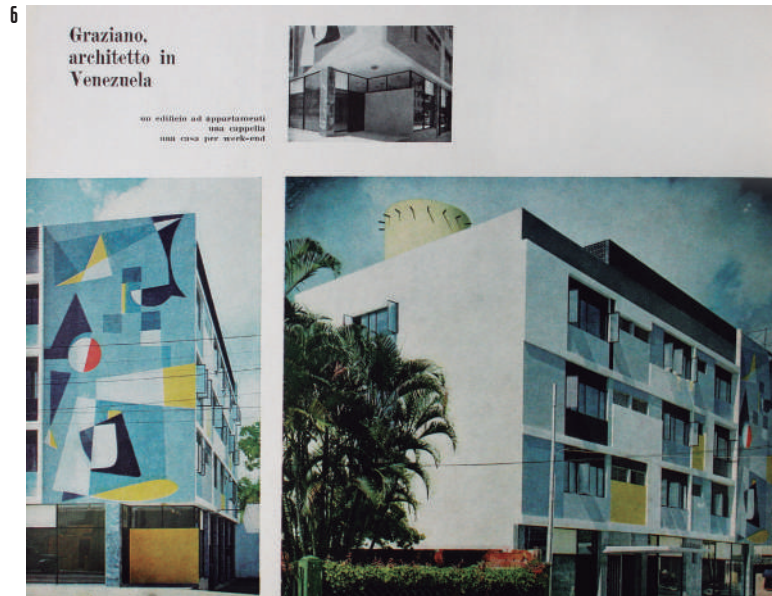 6
Graziano,
architetto in
Venezuela
un edificio ad appartamenti
una cappella
una casa per week-end